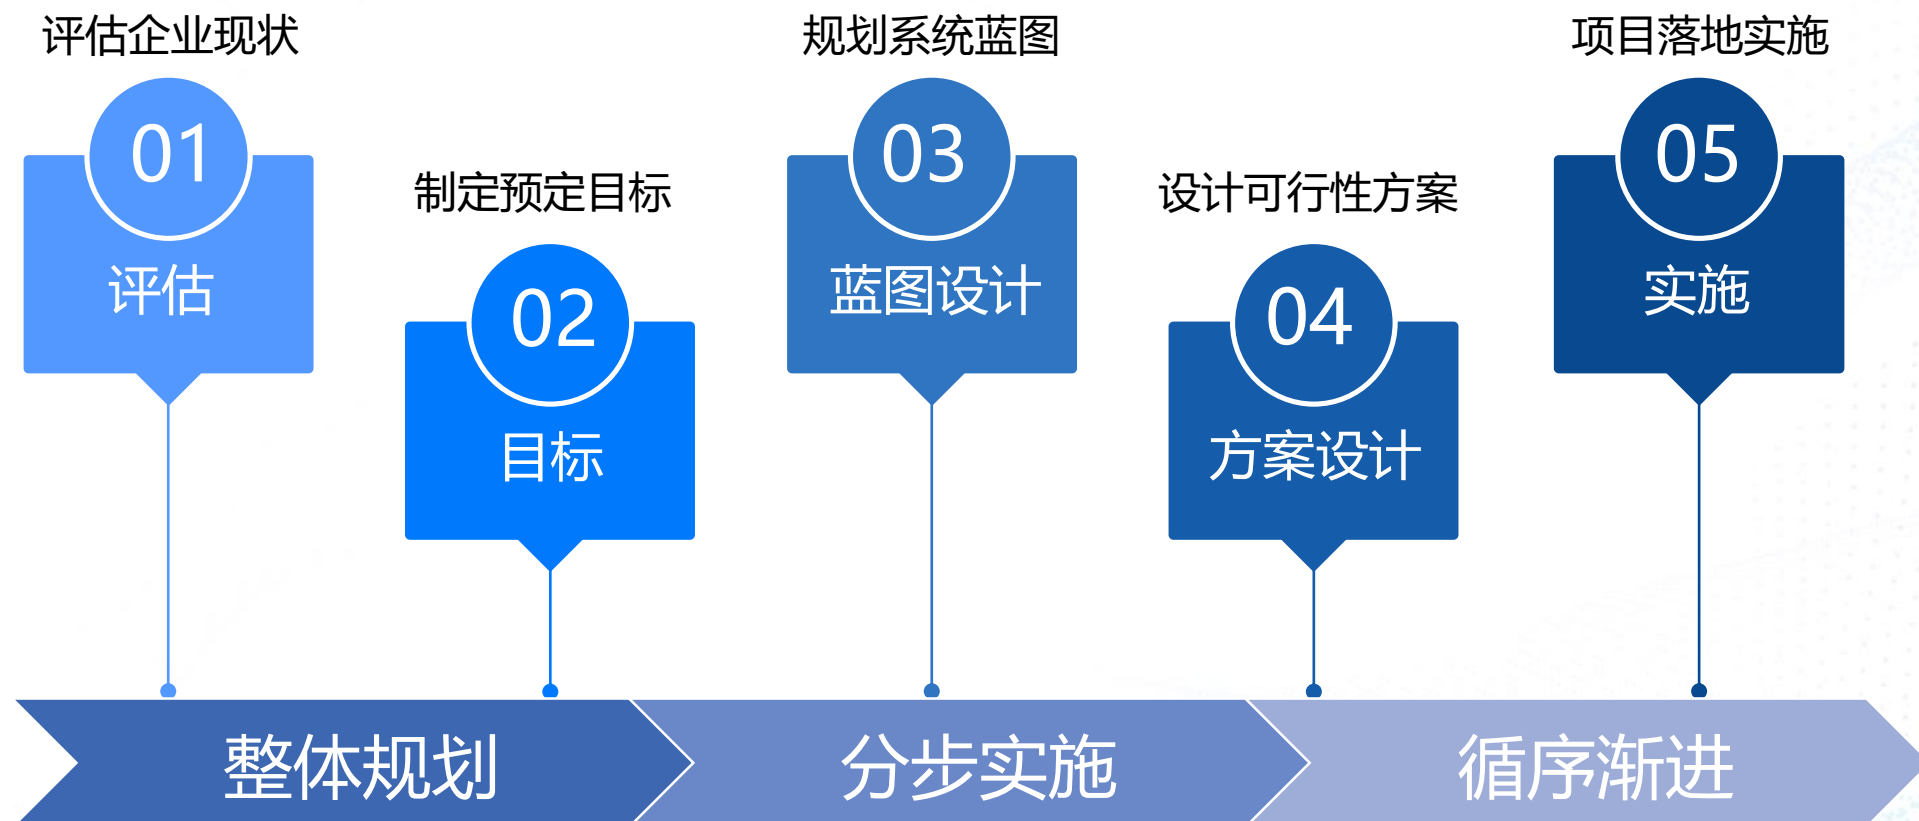 评估企业现状
01
评估
制定预定目标
02
目标
规划系统蓝图
03
蓝图设计
设计可行性方案
04
方案设计
项目落地实施
05
实施
整体规划
分步实施
循序渐进